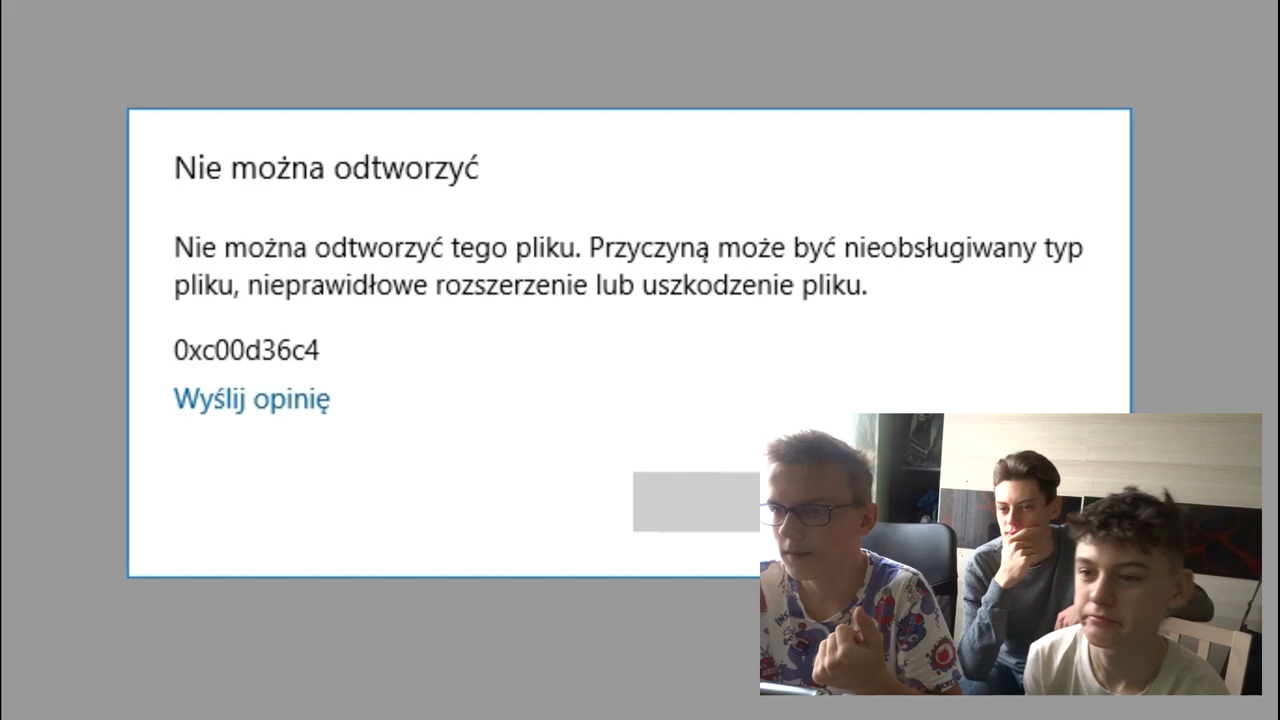 Nie można odtworzyć
Nie można odtworzyć tego pliku. Przyczyną może być nieobsługiwany typ
pliku, nieprawidłowe rozszerzenie lub uszkodzenie pliku.
0xc00d36c4
Wyślij opinię